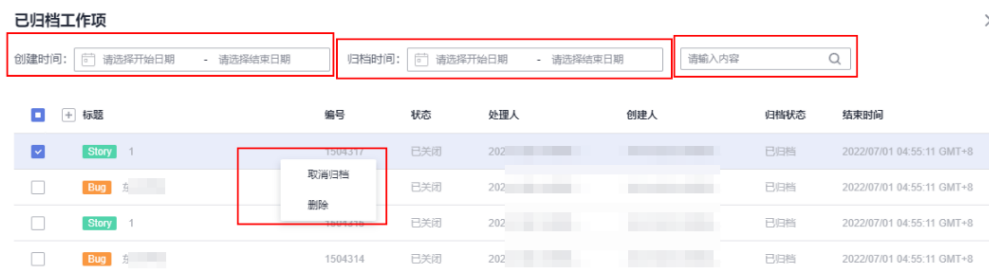 已归档工作项
创建时间: 请选择开始日期 - 请选择结束日期 归档时间: 请选择开始日期 - 请选择结束日期 请输入内容
标题 编号 状态 处理人 创建人 归档状态 结束时间
Story 1 1504317 已关闭 202 已归档 2022/07/01 04:55:11 GMT+8
取消归档
Bug 已关闭 202 已归档 2022/07/01 04:55:11 GMT+8
删除
Story 1 已关闭 202 已归档 2022/07/01 04:55:11 GMT+8
Bug 1504314 已关闭 202 已归档 2022/07/01 04:55:11 GMT+8